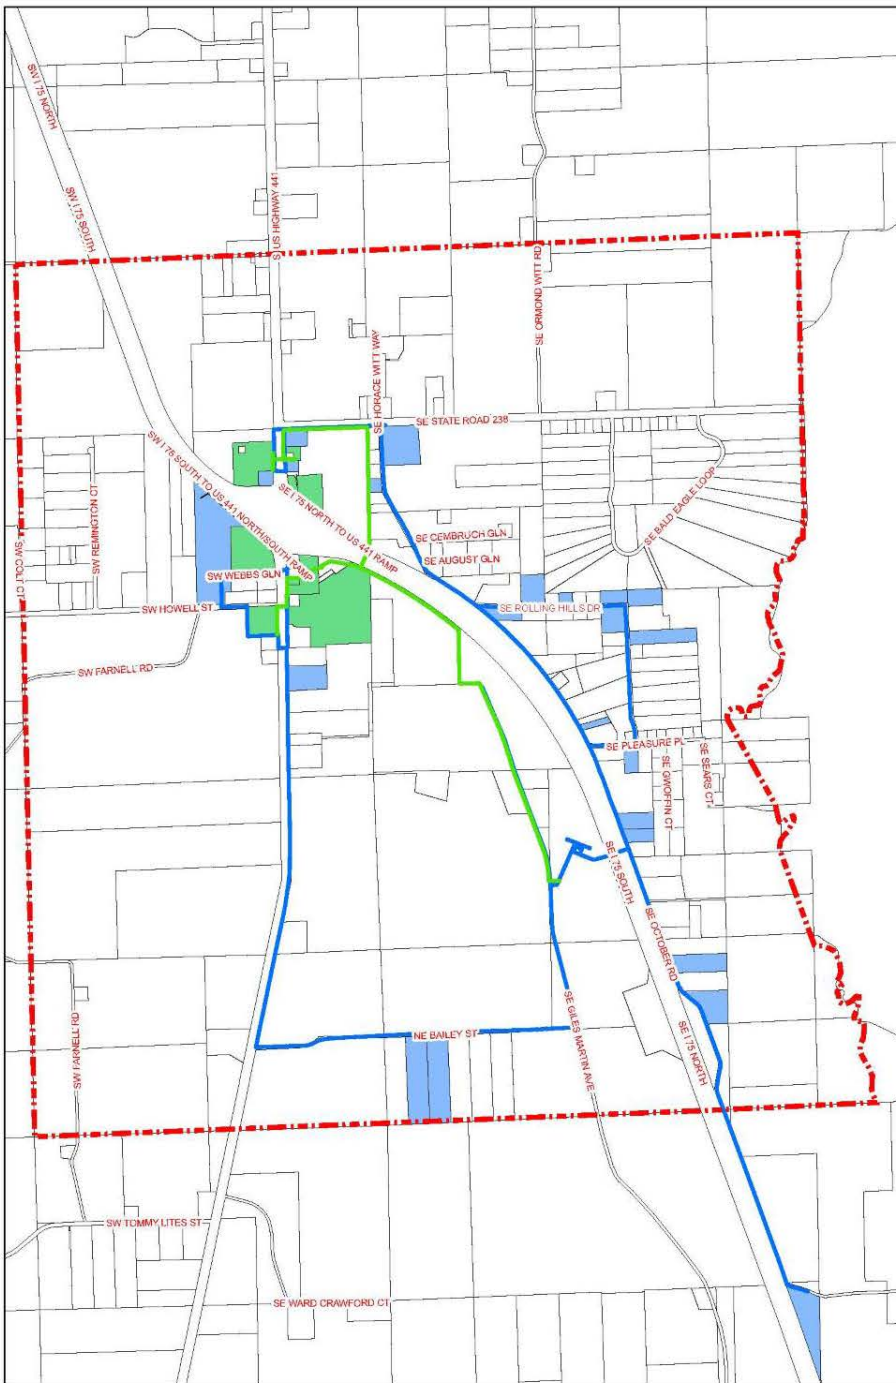 SW I 75 NORTH
SW I 75 SOUTH
S US HIGHWAY 441
SE ORMOND WITT RD
SE HORACE WITT WAY
SE STATE ROAD 238
SW I 75 SOUTH TO US 441 NORTH/SOUTH RAMP
SE I 75 NORTH TO US 441 RAMP
SE BALD EAGLE LOOP
SW COLT CT
SW REMINGTON CT
SE CEMBRUCH GLN
SE AUGUST GLN
SW WEBBS GLN
SW HOWELL ST
SE ROLLING HILLS DR
SW FARNELL RD
SE PLEASURE PL
SE GWOFFIN CT
SE SEARS CT
SE I 75 SOUTH
SE OCTOBER RD
SE GILES MARTIN AVE
SE I 75 NORTH
NE BAILEY ST
SW FARNELL RD
SW TOMMY LITES ST
SE WARD CRAWFORD CT